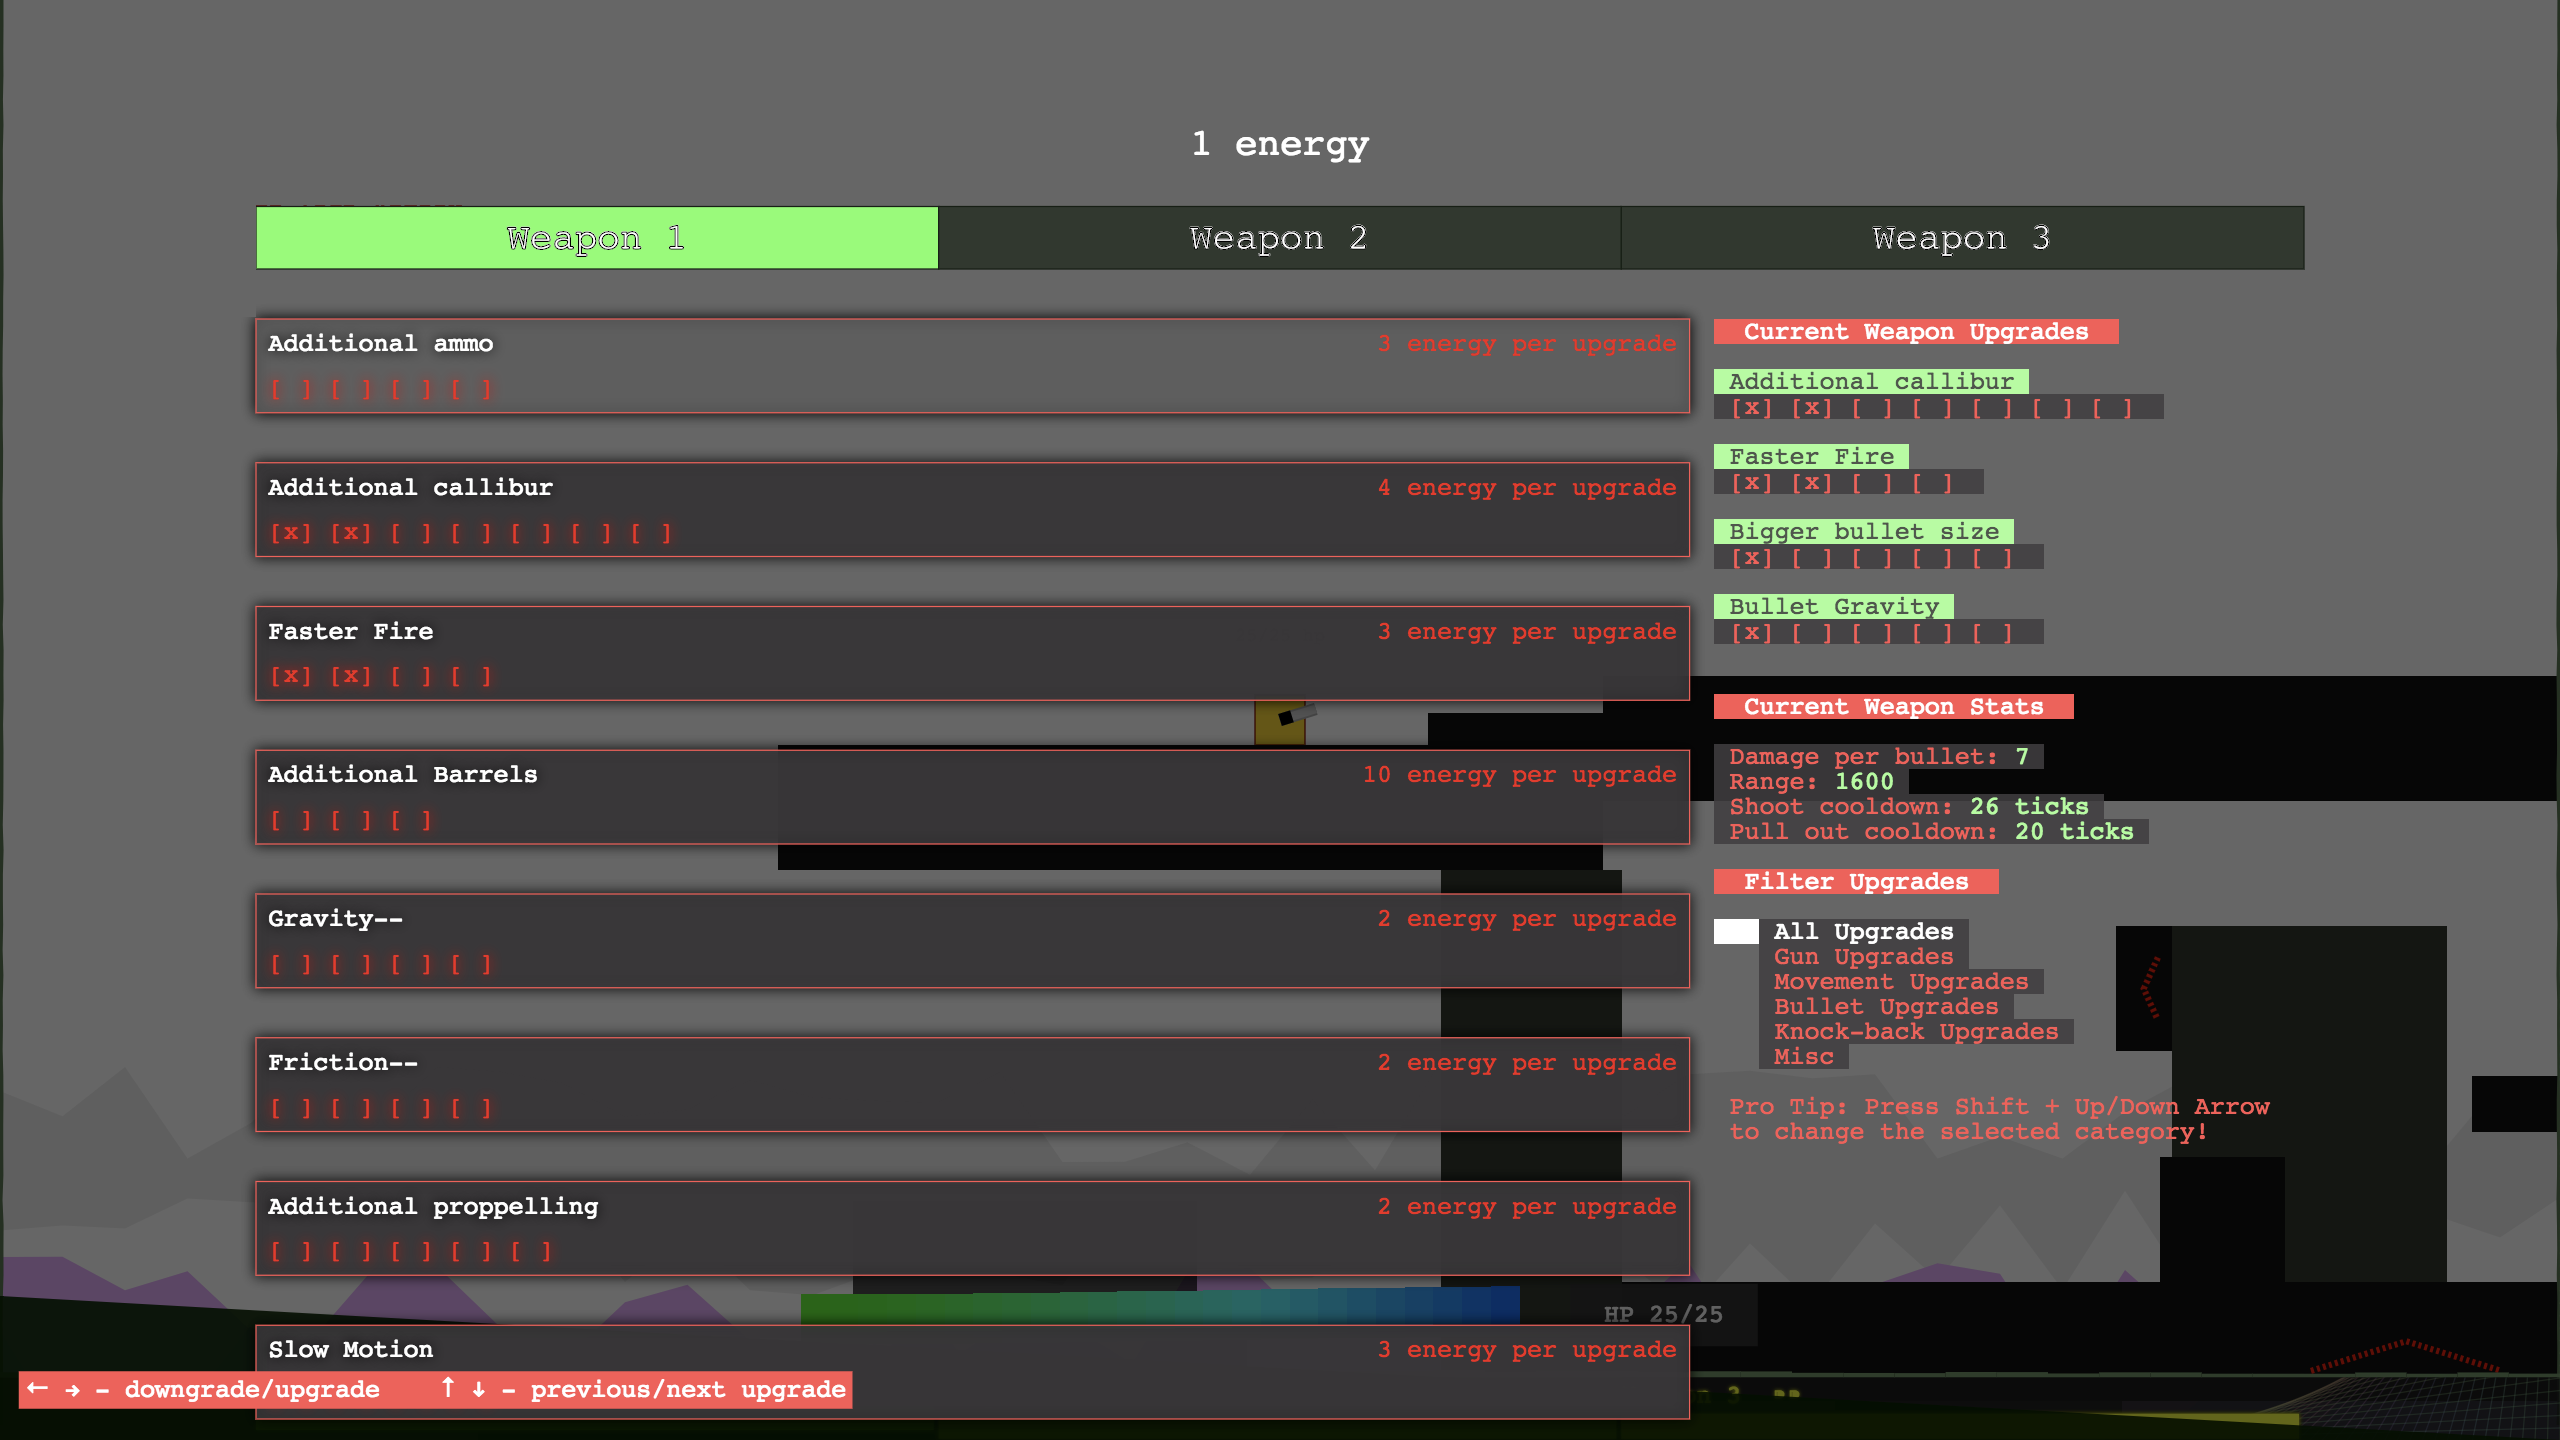 1 energy
Weapon 1
Weapon 2
Weapon 3
Additional ammo
3 energy per upgrade
[ ] [ ] [ ] [ ]
Additional callibur
4 energy per upgrade
[x] [x] [ ] [ ] [ ] [ ] [ ]
Faster Fire
3 energy per upgrade
[x] [x] [ ] [ ]
Additional Barrels
10 energy per upgrade
[ ] [ ] [ ]
Gravity--
2 energy per upgrade
[ ] [ ] [ ] [ ]
Friction--
2 energy per upgrade
[ ] [ ] [ ] [ ]
Additional proppelling
2 energy per upgrade
[ ] [ ] [ ] [ ] [ ]
Slow Motion
3 energy per upgrade
← → - downgrade/upgrade ↑ ↓ - previous/next upgrade
Current Weapon Upgrades
Additional callibur
[x] [x] [ ] [ ] [ ] [ ] [ ]
Faster Fire
[x] [x] [ ] [ ]
Bigger bullet size
[x] [ ] [ ] [ ] [ ]
Bullet Gravity
[x] [ ] [ ] [ ] [ ]
Current Weapon Stats
Damage per bullet: 7
Range: 1600
Shoot cooldown: 26 ticks
Pull out cooldown: 20 ticks
Filter Upgrades
All Upgrades
Gun Upgrades
Movement Upgrades
Bullet Upgrades
Knock-back Upgrades
Misc
Pro Tip: Press Shift + Up/Down Arrow
to change the selected category!
HP 25/25